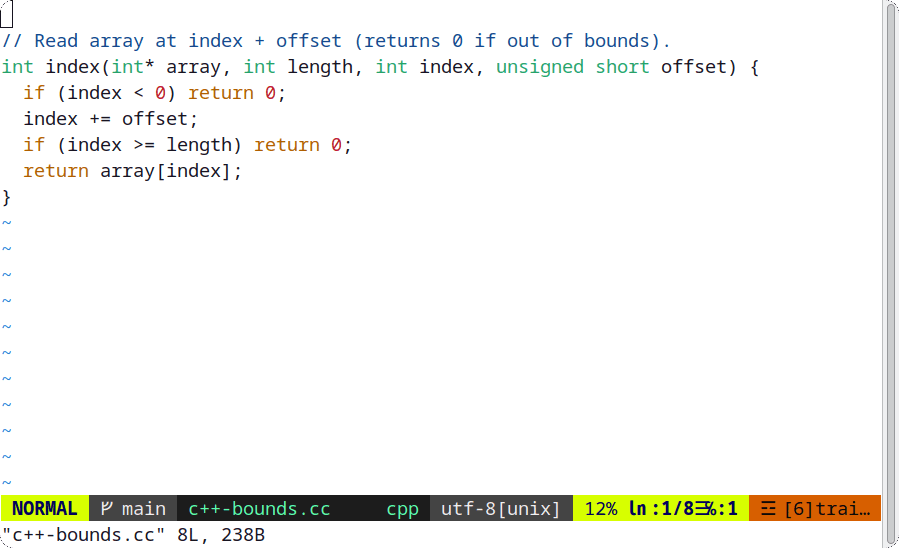 // Read array at index + offset (returns 0 if out of bounds).
int index(int* array, int length, int index, unsigned short offset) {
  if (index < 0) return 0;
  index += offset;
  if (index >= length) return 0;
  return array[index];
}
~
~
~
~
~
~
~
~
~
~
~
NORMAL main c++-bounds.cc cpp utf-8[unix] 12% ln:1/8☰%:1 ☲ [6]trai…
"c++-bounds.cc" 8L, 238B